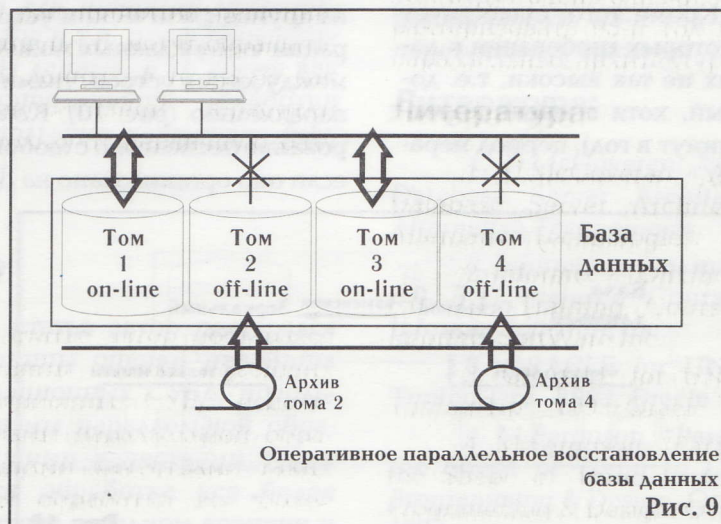 Том
1
on-line
Том
2
off-line
Том
3
on-line
Том
4
off-line
База
данных
Архив
тома 2
Архив
тома 4
Оперативное параллельное восстановление
базы данных
Рис. 9